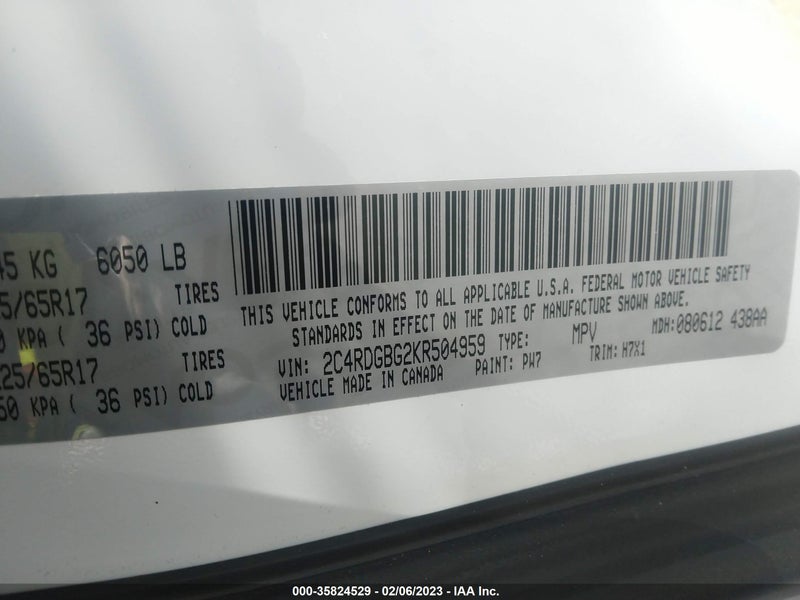 45 KG 6050 LB
5/65R17 TIRES
0 KPA ( 36 PSI) COLD
225/65R17 TIRES
50 KPA ( 36 PSI) COLD
THIS VEHICLE CONFORMS TO ALL APPLICABLE U.S.A. FEDERAL MOTOR VEHICLE SAFETY
STANDARDS IN EFFECT ON THE DATE OF MANUFACTURE SHOWN ABOVE.
VIN: 2C4RDGBG2KR504959 TYPE: MPV MDH:080612 438AA
VEHICLE MADE IN CANADA PAINT: PW7 TRIM: H7X1
000-35824529 - 02/06/2023 - IAA Inc.